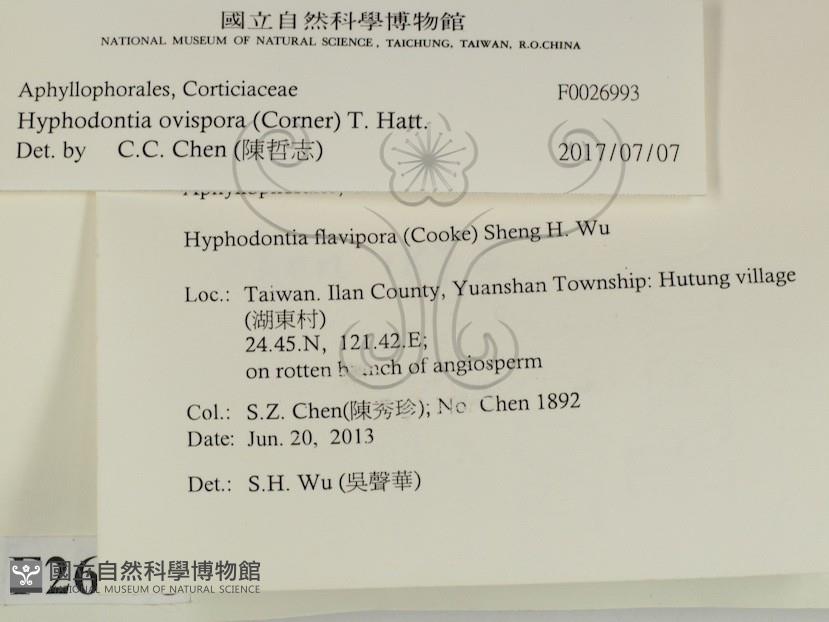 國立自然科學博物館
NATIONAL MUSEUM OF NATURAL SCIENCE, TAICHUNG, TAIWAN, R.O.CHINA
Aphyllophorales, Corticiaceae F0026993
Hyphodontia ovispora (Corner) T. Hatt.
Det. by C.C. Chen (陳哲志) 2017/07/07
Hyphodontia flavipora (Cooke) Sheng H. Wu
Loc.: Taiwan. Ilan County, Yuanshan Township: Hutung village
(湖東村)
24.45.N, 121.42.E;
on rotten branch of angiosperm
Col.: S.Z. Chen(陳秀珍); No Chen 1892
Date: Jun. 20, 2013
Det.: S.H. Wu (吳聲華)
國立自然科學博物館
NATIONAL MUSEUM OF NATURAL SCIENCE